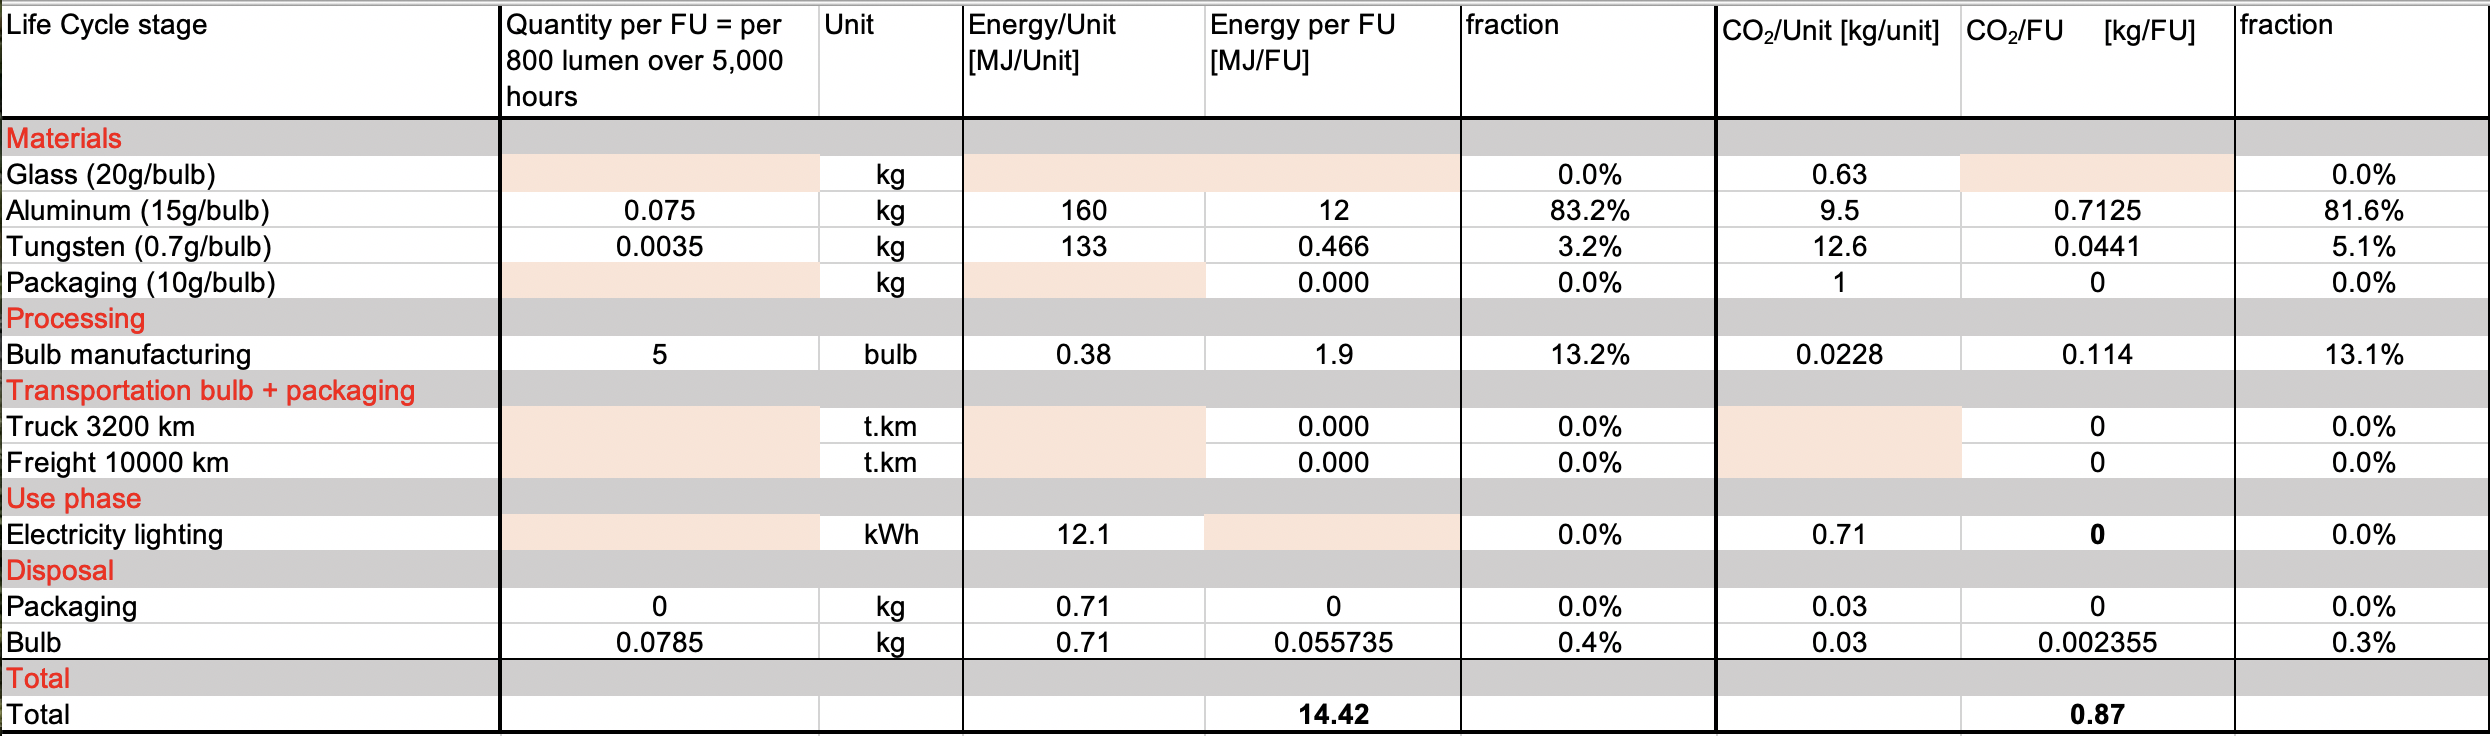 Life Cycle stage Quantity per FU = per 800 lumen over 5,000 hours Unit Energy/Unit [MJ/Unit] Energy per FU [MJ/FU] fraction CO₂/Unit [kg/unit] CO₂/FU [kg/FU] fraction
Materials
Glass (20g/bulb) kg 0.0% 0.63 0.0%
Aluminum (15g/bulb) 0.075 kg 160 12 83.2% 9.5 0.7125 81.6%
Tungsten (0.7g/bulb) 0.0035 kg 133 0.466 3.2% 12.6 0.0441 5.1%
Packaging (10g/bulb) kg 0.000 0.0% 1 0 0.0%
Processing
Bulb manufacturing 5 bulb 0.38 1.9 13.2% 0.0228 0.114 13.1%
Transportation bulb + packaging
Truck 3200 km t.km 0.000 0.0% 0 0.0%
Freight 10000 km t.km 0.000 0.0% 0 0.0%
Use phase
Electricity lighting kWh 12.1 0.0% 0.71 0 0.0%
Disposal
Packaging 0 kg 0.71 0 0.0% 0.03 0 0.0%
Bulb 0.0785 kg 0.71 0.055735 0.4% 0.03 0.002355 0.3%
Total
Total 14.42 0.87